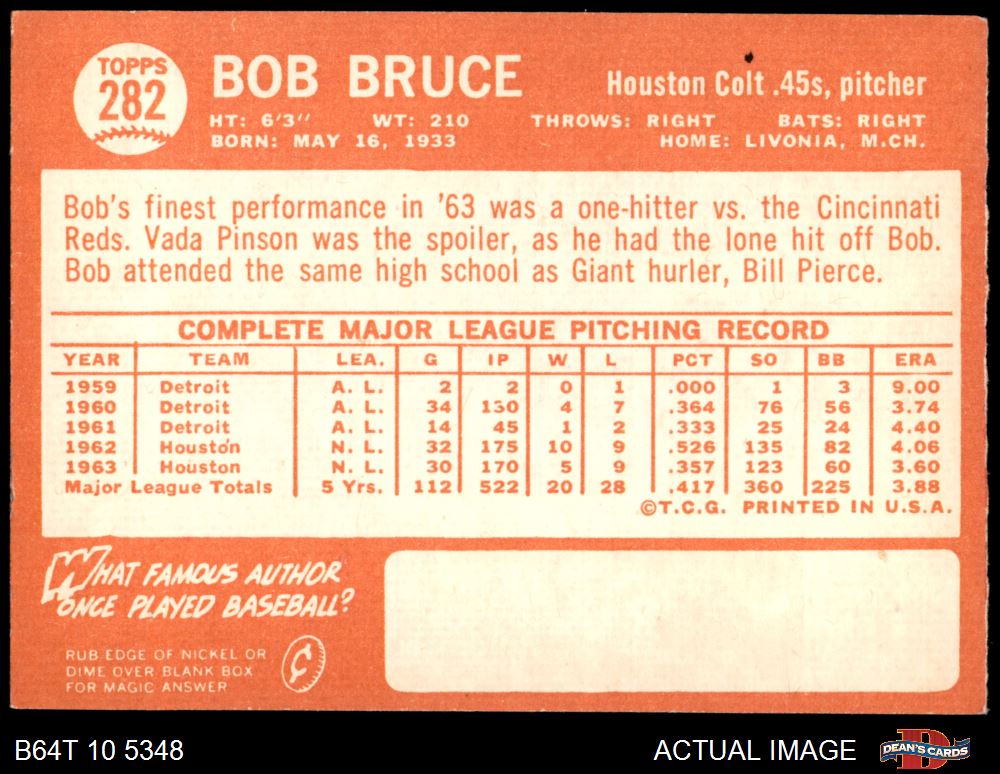 TOPPS
282
BOB BRUCE
Houston Colt .45s, pitcher
HT: 6'3" WT: 210 THROWS: RIGHT BATS: RIGHT
BORN: MAY 16, 1933 HOME: LIVONIA, M.CH.
Bob's finest performance in '63 was a one-hitter vs. the Cincinnati
Reds. Vada Pinson was the spoiler, as he had the lone hit off Bob.
Bob attended the same high school as Giant hurler, Bill Pierce.
COMPLETE MAJOR LEAGUE PITCHING RECORD
YEAR TEAM LEA. G IP W L PCT SO BB ERA
1959 Detroit A. L. 2 2 0 1 .000 1 3 9.00
1960 Detroit A. L. 34 130 4 7 .364 76 56 3.74
1961 Detroit A. L. 14 45 1 2 .333 25 24 4.40
1962 Houston N. L. 32 175 10 9 .526 135 82 4.06
1963 Houston N. L. 30 170 5 9 .357 123 60 3.60
Major League Totals 5 Yrs. 112 522 20 28 .417 360 225 3.88
©T.C.G. PRINTED IN U.S.A.
WHAT FAMOUS AUTHOR
ONCE PLAYED BASEBALL?
RUB EDGE OF NICKEL OR
DIME OVER BLANK BOX
FOR MAGIC ANSWER
B64T 10 5348 ACTUAL IMAGE
DEAN'S CARDS